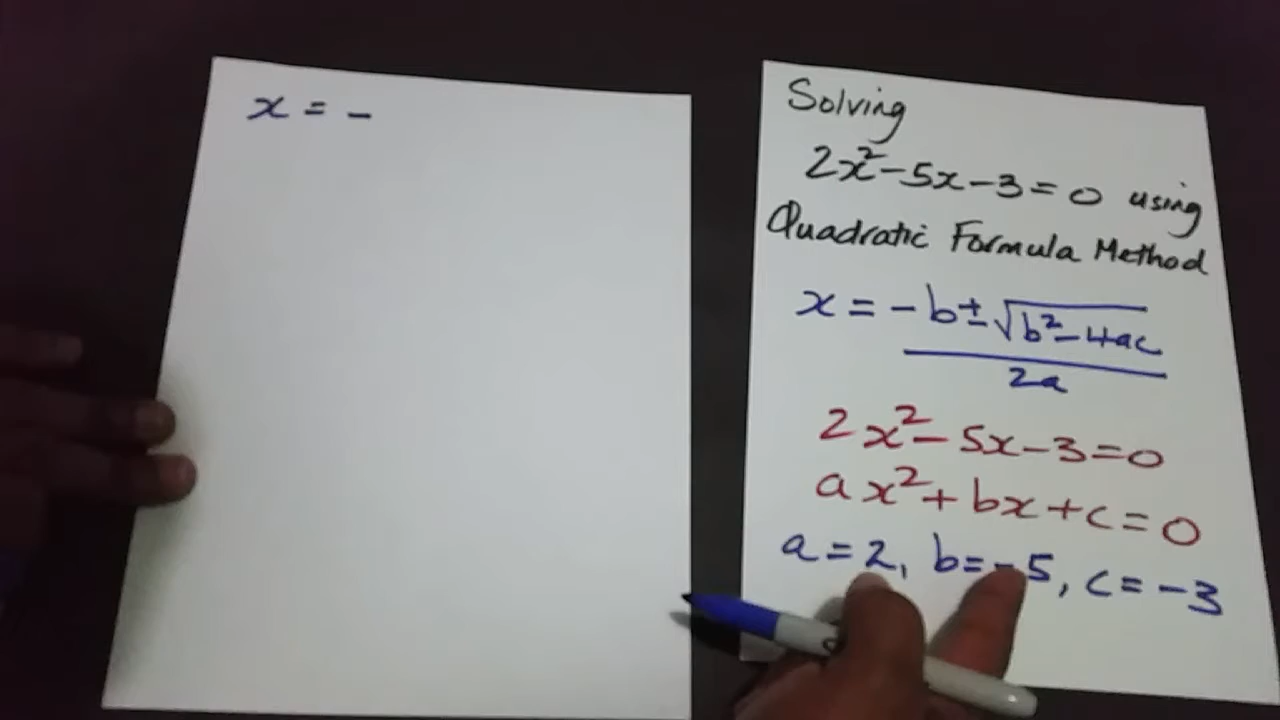 x = -
Solving
2x² - 5x - 3 = 0 using
Quadratic Formula Method
x = -b ± √b² - 4ac
2a
2x² - 5x - 3 = 0
ax² + bx + c = 0
a = 2, b = -5, c = -3